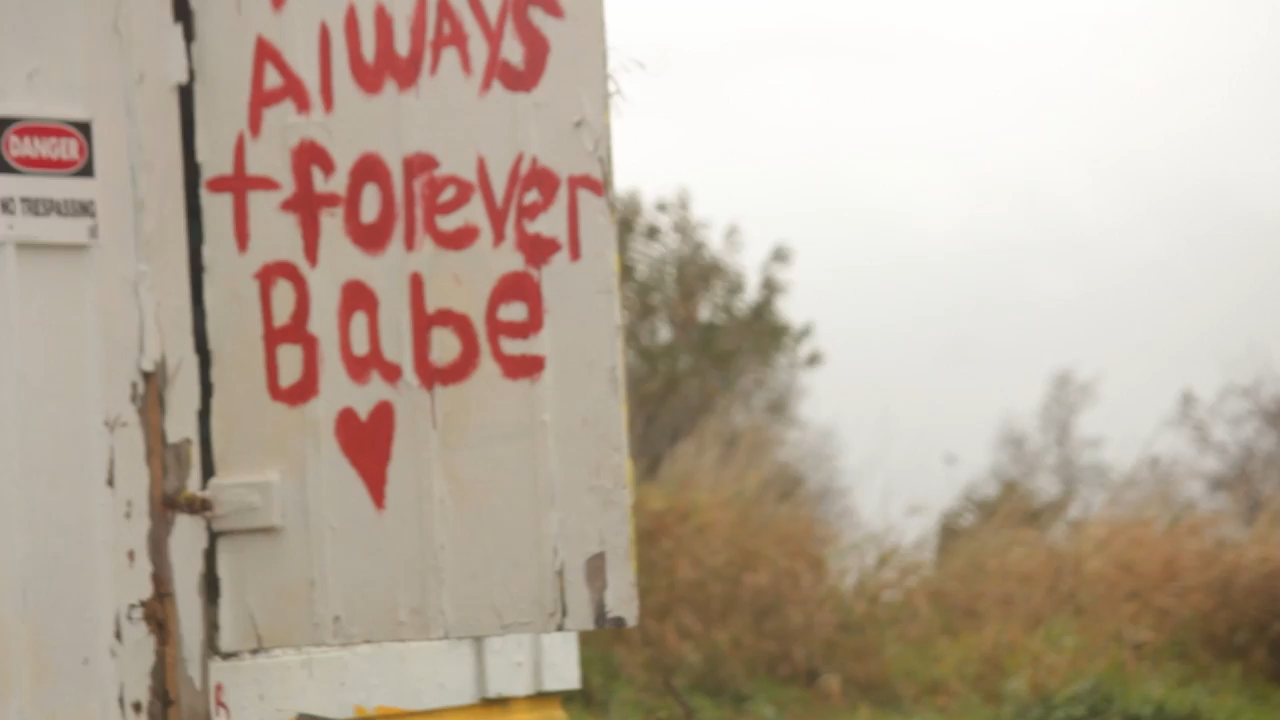 AlWAYS
+forever
Babe
DANGER
NO TRESPASSING
R